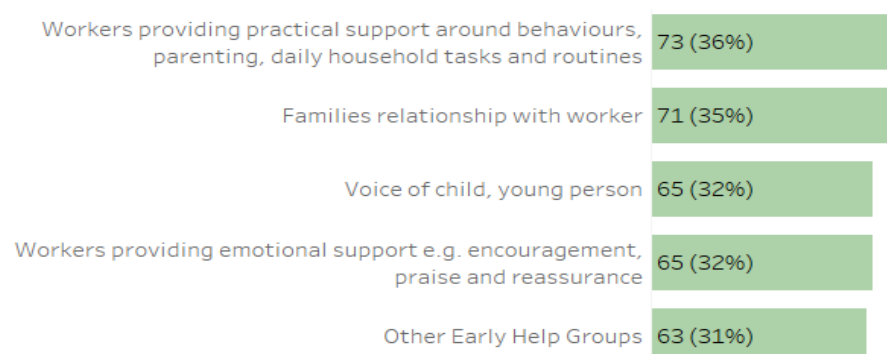 Workers providing practical support around behaviours,
parenting, daily household tasks and routines
73 (36%)
Families relationship with worker
71 (35%)
Voice of child, young person
65 (32%)
Workers providing emotional support e.g. encouragement,
praise and reassurance
65 (32%)
Other Early Help Groups
63 (31%)